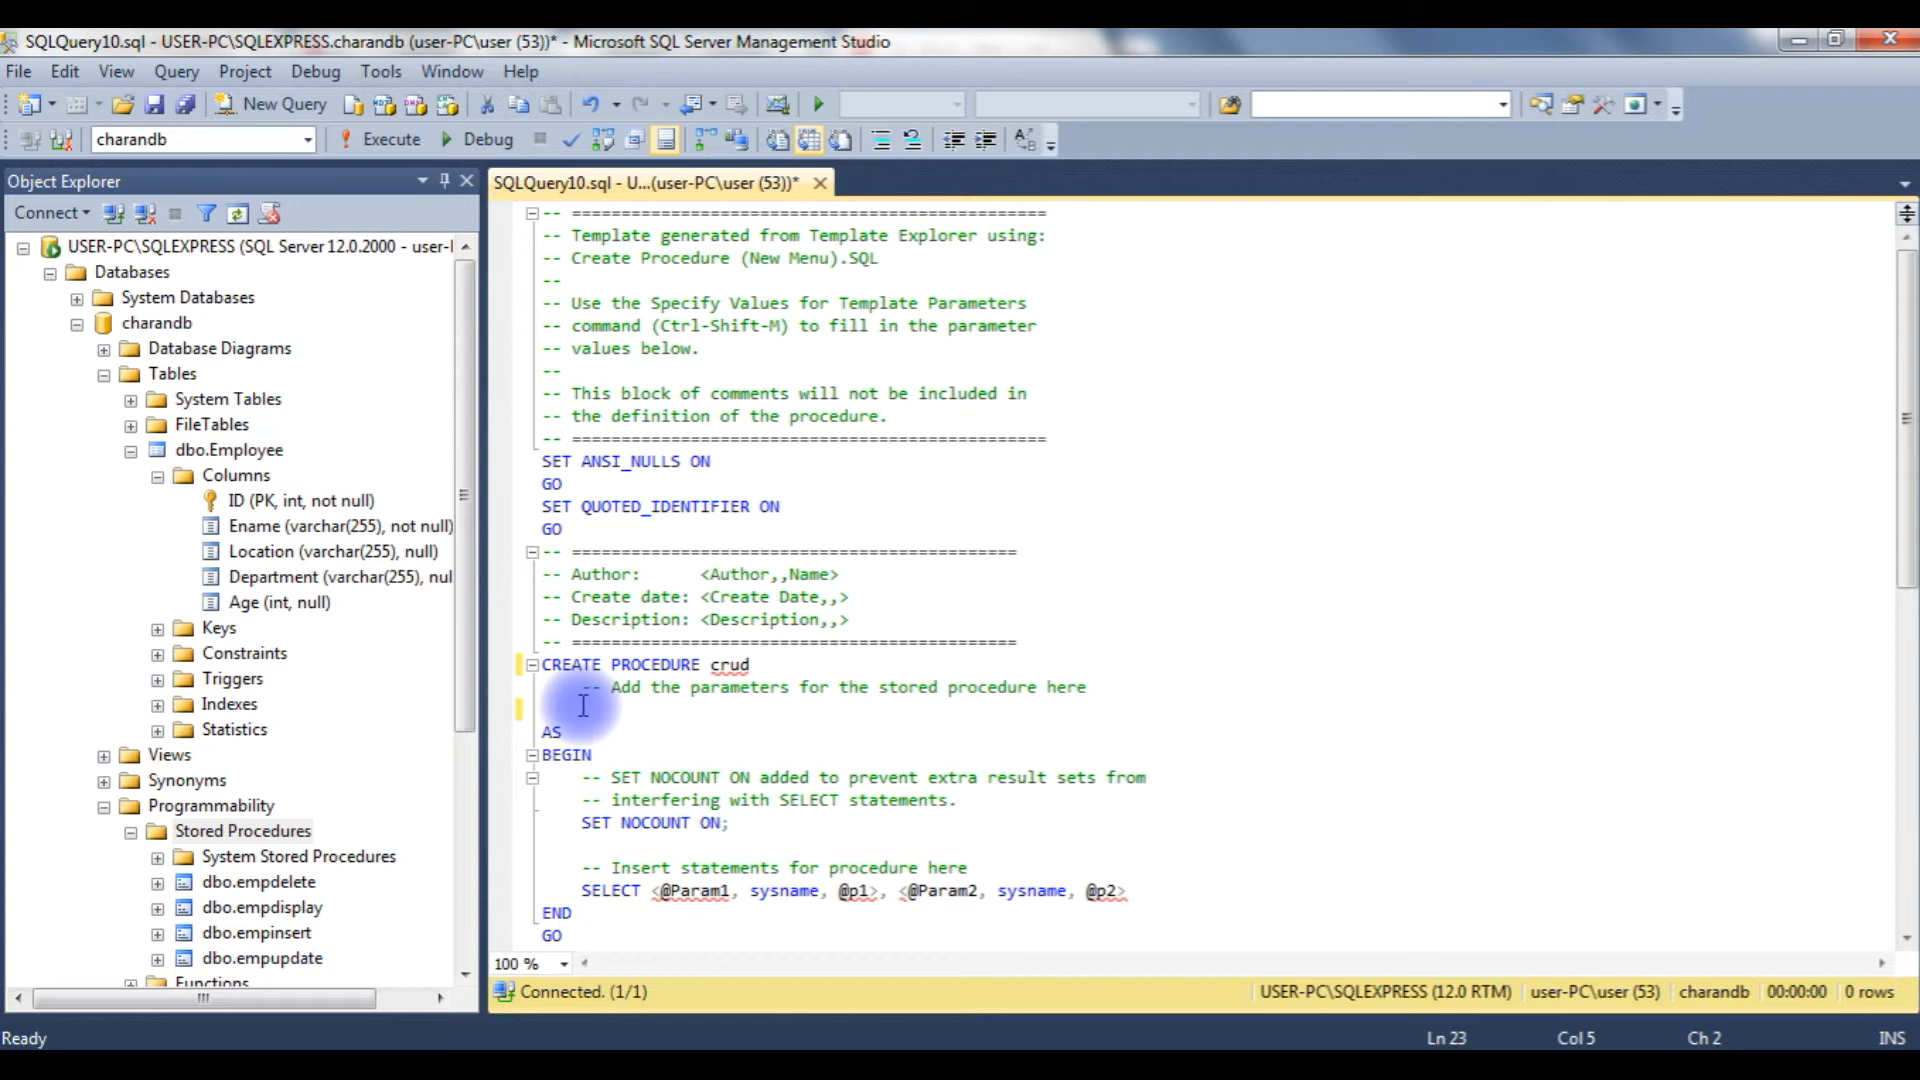 SQLQuery10.sql - USER-PC\SQLEXPRESS.charandb (user-PC\user (53))* - Microsoft SQL Server Management Studio
File Edit View Query Project Debug Tools Window Help
New Query
charandb Execute Debug
Object Explorer
Connect
USER-PC\SQLEXPRESS (SQL Server 12.0.2000 - user-
Databases
System Databases
charandb
Database Diagrams
Tables
System Tables
FileTables
dbo.Employee
Columns
ID (PK, int, not null)
Ename (varchar(255), not null)
Location (varchar(255), null)
Department (varchar(255), nul
Age (int, null)
Keys
Constraints
Triggers
Indexes
Statistics
Views
Synonyms
Programmability
Stored Procedures
System Stored Procedures
dbo.empdelete
dbo.empdisplay
dbo.empinsert
dbo.empupdate
Functions
SQLQuery10.sql - U...(user-PC\user (53))*
-- ================================================
-- Template generated from Template Explorer using:
-- Create Procedure (New Menu).SQL
--
-- Use the Specify Values for Template Parameters
-- command (Ctrl-Shift-M) to fill in the parameter
-- values below.
--
-- This block of comments will not be included in
-- the definition of the procedure.
-- ================================================
SET ANSI_NULLS ON
GO
SET QUOTED_IDENTIFIER ON
GO
-- =============================================
-- Author: <Author,,Name>
-- Create date: <Create Date,,>
-- Description: <Description,,>
-- =============================================
CREATE PROCEDURE crud
-- Add the parameters for the stored procedure here
AS
BEGIN
-- SET NOCOUNT ON added to prevent extra result sets from
-- interfering with SELECT statements.
SET NOCOUNT ON;
-- Insert statements for procedure here
SELECT <@Param1, sysname, @p1>, <@Param2, sysname, @p2>
END
GO
100 %
Connected. (1/1) USER-PC\SQLEXPRESS (12.0 RTM) user-PC\user (53) charandb 00:00:00 0 rows
Ready Ln 23 Col 5 Ch 2 INS